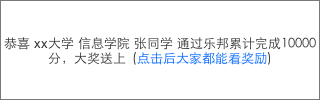 恭喜 xx大学 信息学院 张同学 通过乐邦累计完成10000
分，大奖送上 (点击后大家都能看奖励)